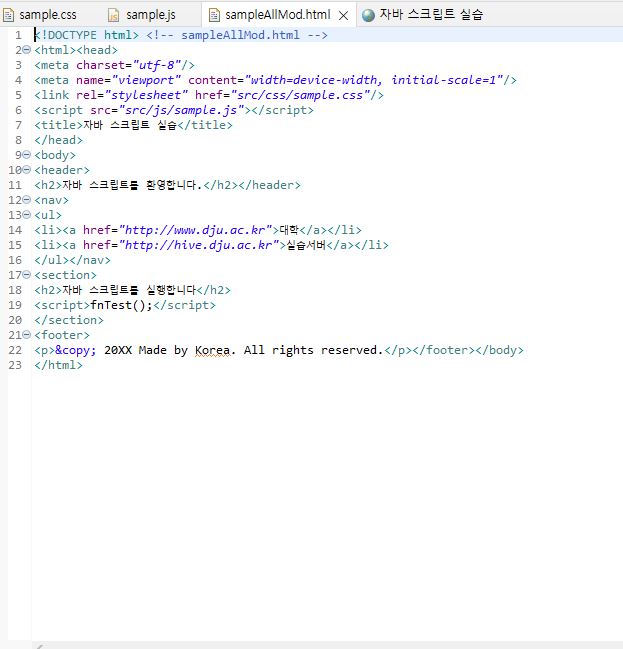 sample.css sample.js sampleAllMod.html 자바 스크립트 실습
1 <!DOCTYPE html> <!-- sampleAllMod.html -->
2 <html><head>
3 <meta charset="utf-8"/>
4 <meta name="viewport" content="width=device-width, initial-scale=1"/>
5 <link rel="stylesheet" href="src/css/sample.css"/>
6 <script src="src/js/sample.js"></script>
7 <title>자바 스크립트 실습</title>
8 </head>
9 <body>
10 <header>
11 <h2>자바 스크립트를 환영합니다.</h2></header>
12 <nav>
13 <ul>
14 <li><a href="http://www.dju.ac.kr">대학</a></li>
15 <li><a href="http://hive.dju.ac.kr">실습서버</a></li>
16 </ul></nav>
17 <section>
18 <h2>자바 스크립트를 실행합니다</h2>
19 <script>fnTest();</script>
20 </section>
21 <footer>
22 <p>&copy; 20XX Made by Korea. All rights reserved.</p></footer></body>
23 </html>